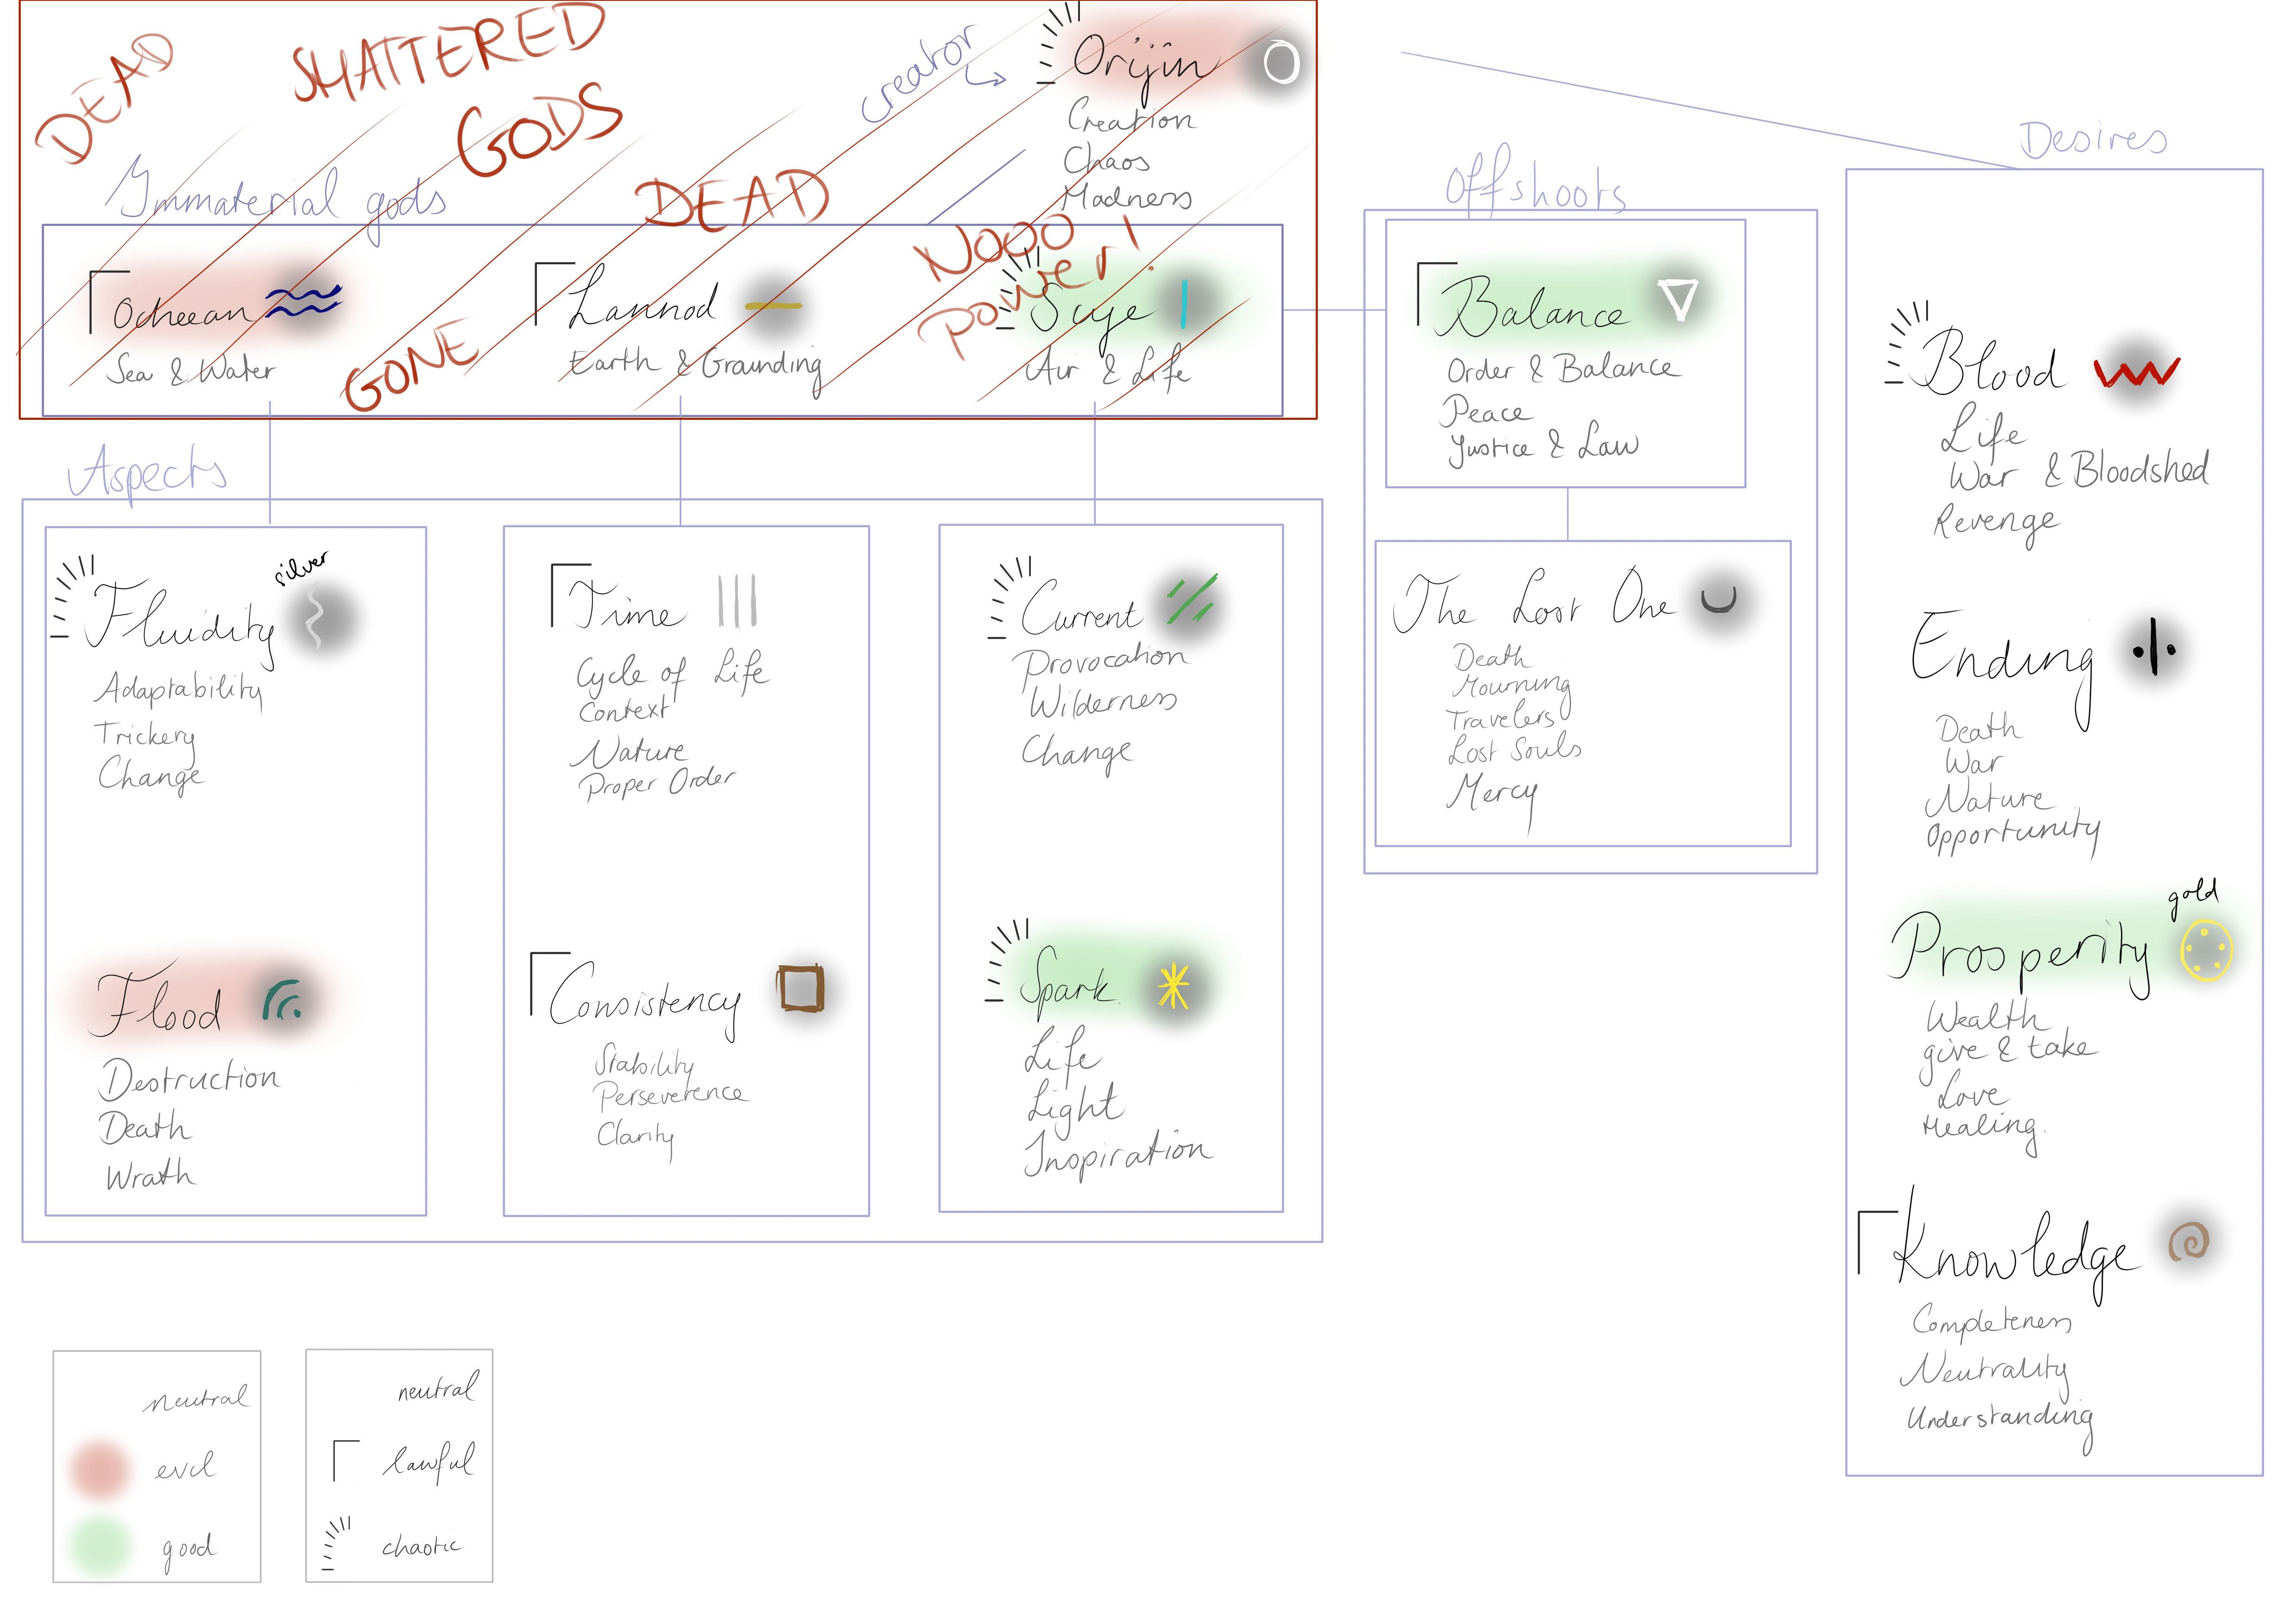 DEAD
SHATTERED
GODS
creator
Orijin
Creation
Chaos
Madness
Immaterial gods
DEAD
NOOO
power!
GONE
Ocheean
Sea & Water
Lannod
Earth & Grounding
Suye
Air & Life
Offshoots
Balance
Order & Balance
Peace
Justice & Law
The Lost One
Death
Mourning
Travelers
Lost Souls
Mercy
Desires
Blood
Life
War & Bloodshed
Revenge
Ending
Death
War
Nature
Opportunity
gold
Prosperity
Wealth
give & take
Love
Healing.
Knowledge
Completeness
Neutrality
Understanding
Aspects
silver
Fluidity
Adaptability
Trickery
Change
Flood
Destruction
Death
Wrath
Time
Cycle of Life
Context
Nature
Proper Order
Consistency
Stability
Perseverence
Clarity
Current
Provocation
Wilderness
Change
Spark
Life
Light
Inspiration
neutral
evil
good
neutral
lawful
chaotic